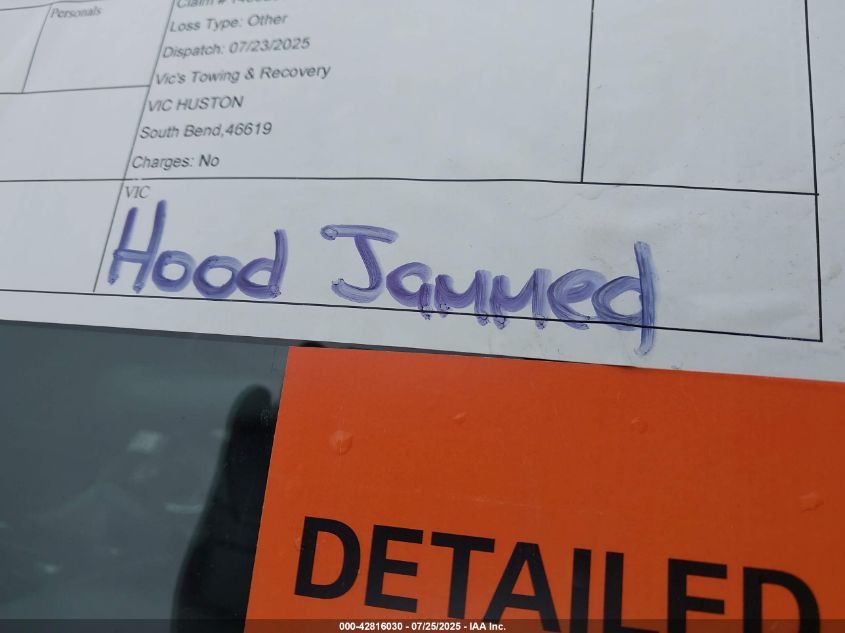 Personals
Claim #
Loss Type: Other
Dispatch: 07/23/2025
Vic's Towing & Recovery
VIC HUSTON
South Bend,46619
Charges: No
VIC
Hood Jammed
DETAILED
000-42816030 - 07/25/2025 - IAA Inc.